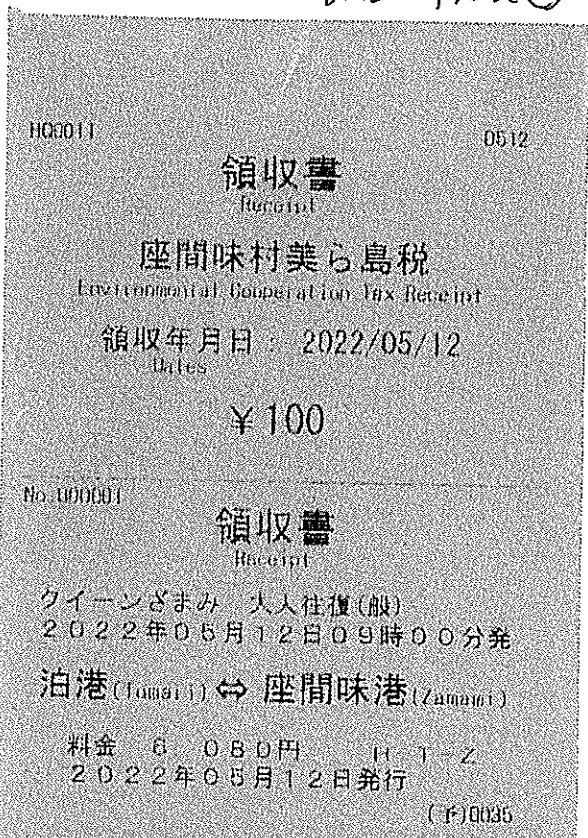 H00011
0512
領収書
Receipt
座間味村美ら島税
Environmental Cooperation Tax Receipt
領収年月日: 2022/05/12
Dates
￥100
No.000001
領収書
Receipt
クイーンざまみ 大人往復(般)
2022年05月12日09時00分発
泊港(Tomari)⇔座間味港(Zamami)
料金 6,080円 H-T-Z
2022年05月12日発行
0035